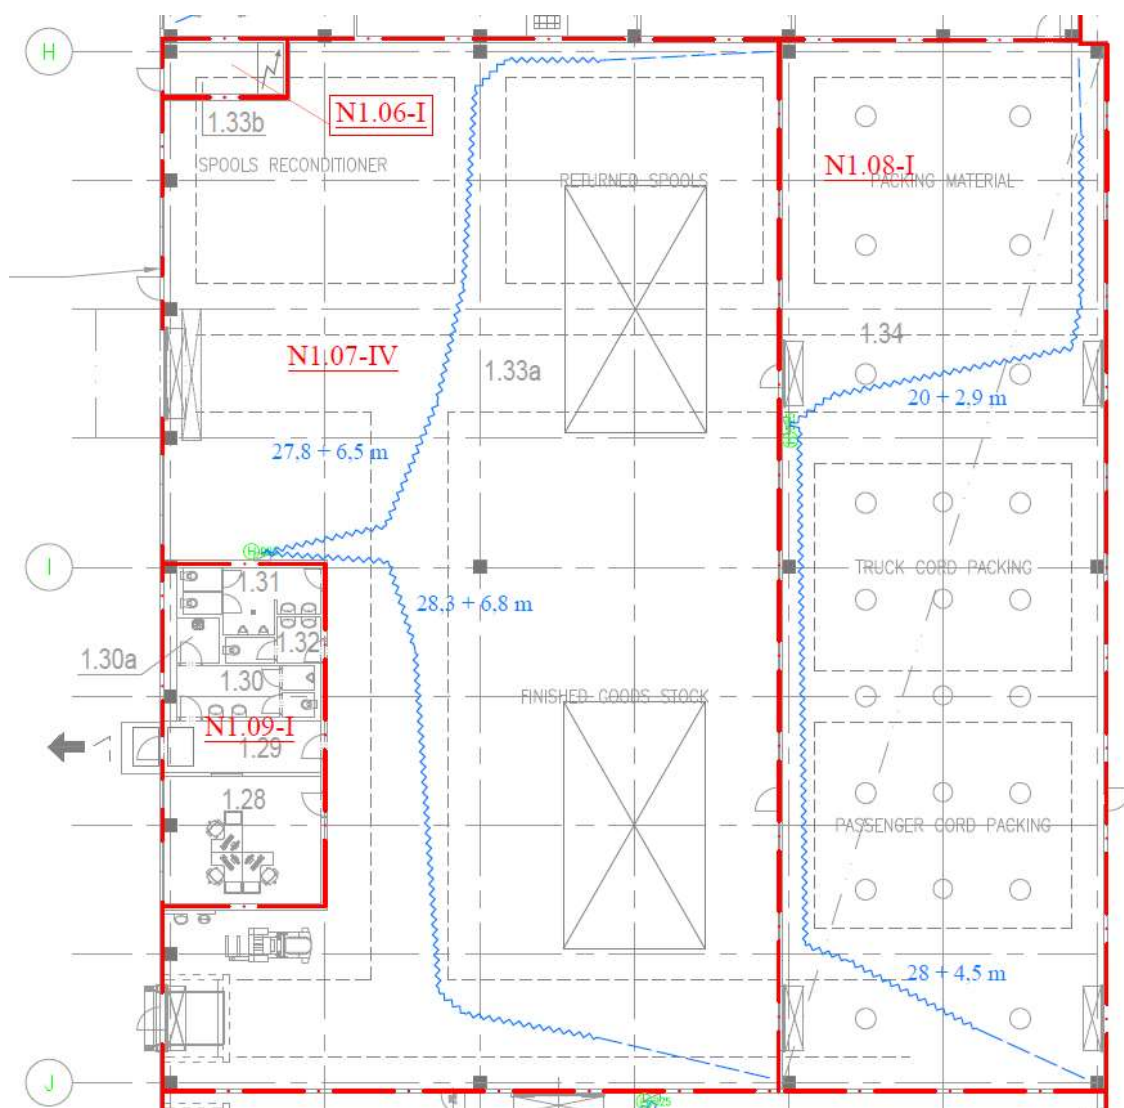 H
N1.06-I
1.33b
SPOOLS RECONDITIONER
RETURNED SPOOLS
N1.08-I
PACKING MATERIAL
N1.07-IV
1.33a
1.34
20 + 2,9 m
27,8 + 6,5 m
H
I
1.31
TRUCK CORD PACKING
28,3 + 6,8 m
1.32
1.30a
1.30
FINISHED GOODS STOCK
N1.09-I
1.29
1.28
PASSENGER CORD PACKING
28 + 4,5 m
J